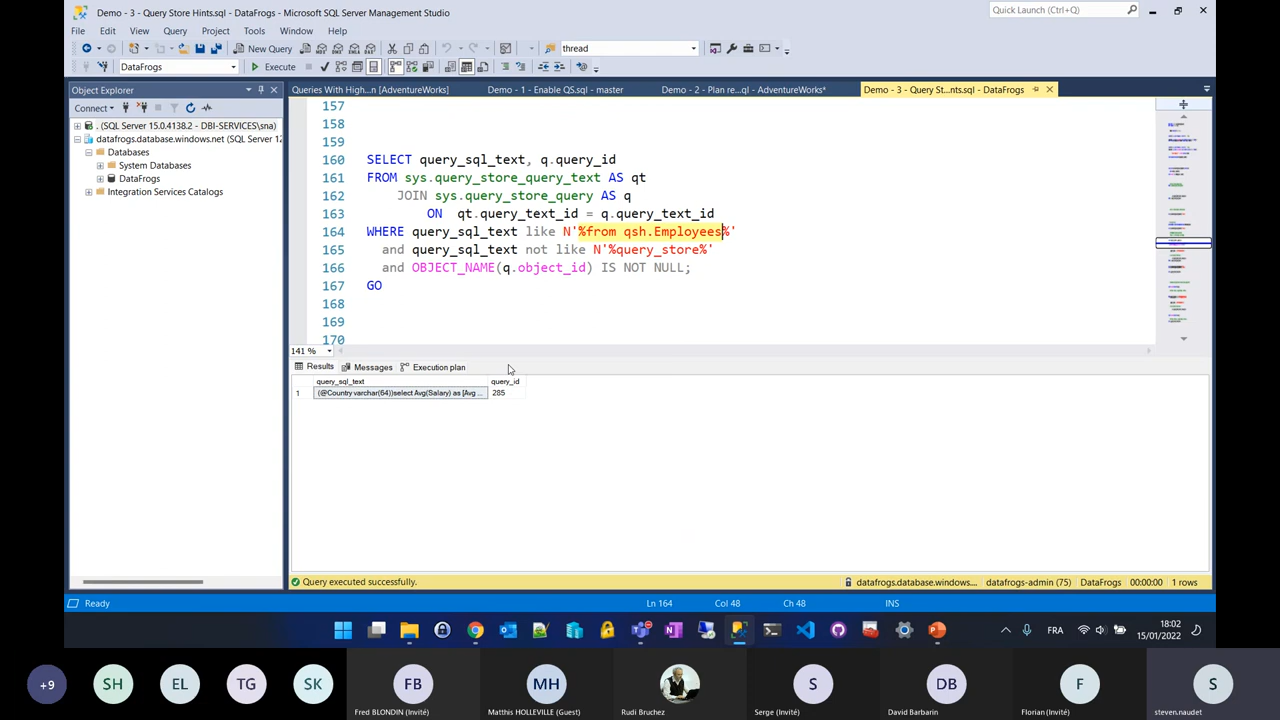 Demo - 3 - Query Store Hints.sql - DataFrogs - Microsoft SQL Server Management Studio
Quick Launch (Ctrl+Q)
File Edit View Query Project Tools Window Help
New Query
thread
DataFrogs
Execute
Object Explorer
Queries With High...n [AdventureWorks]
Demo - 1 - Enable QS.sql - master
Demo - 2 - Plan re...ql - AdventureWorks*
Demo - 3 - Query St...nts.sql - DataFrogs
Connect
. (SQL Server 15.0.4138.2 - DBI-SERVICES\sna)
datafrogs.database.windows.net (SQL Server 12
Databases
System Databases
DataFrogs
Integration Services Catalogs
157
158
159
160 SELECT query_sql_text, q.query_id
161 FROM sys.query_store_query_text AS qt
162 JOIN sys.query_store_query AS q
163 ON qt.query_text_id = q.query_text_id
164 WHERE query_sql_text like N'%from qsh.Employees%'
165 and query_sql_text not like N'%query_store%'
166 and OBJECT_NAME(q.object_id) IS NOT NULL;
167 GO
168
169
170
141 %
Results Messages Execution plan
query_sql_text query_id
1 (@Country varchar(64))select Avg(Salary) as [Avg ... 285
Query executed successfully.
datafrogs.database.windows.... datafrogs-admin (75) DataFrogs 00:00:00 1 rows
Ready
Ln 164 Col 48 Ch 48 INS
FRA
18:02
15/01/2022
+9 SH EL TG SK FB MH S DB F S
Fred BLONDIN (Invité)
Matthis HOLLEVILLE (Guest)
Rudi Bruchez
Serge (Invité)
David Barbarin
Florian (Invité)
steven.naudet